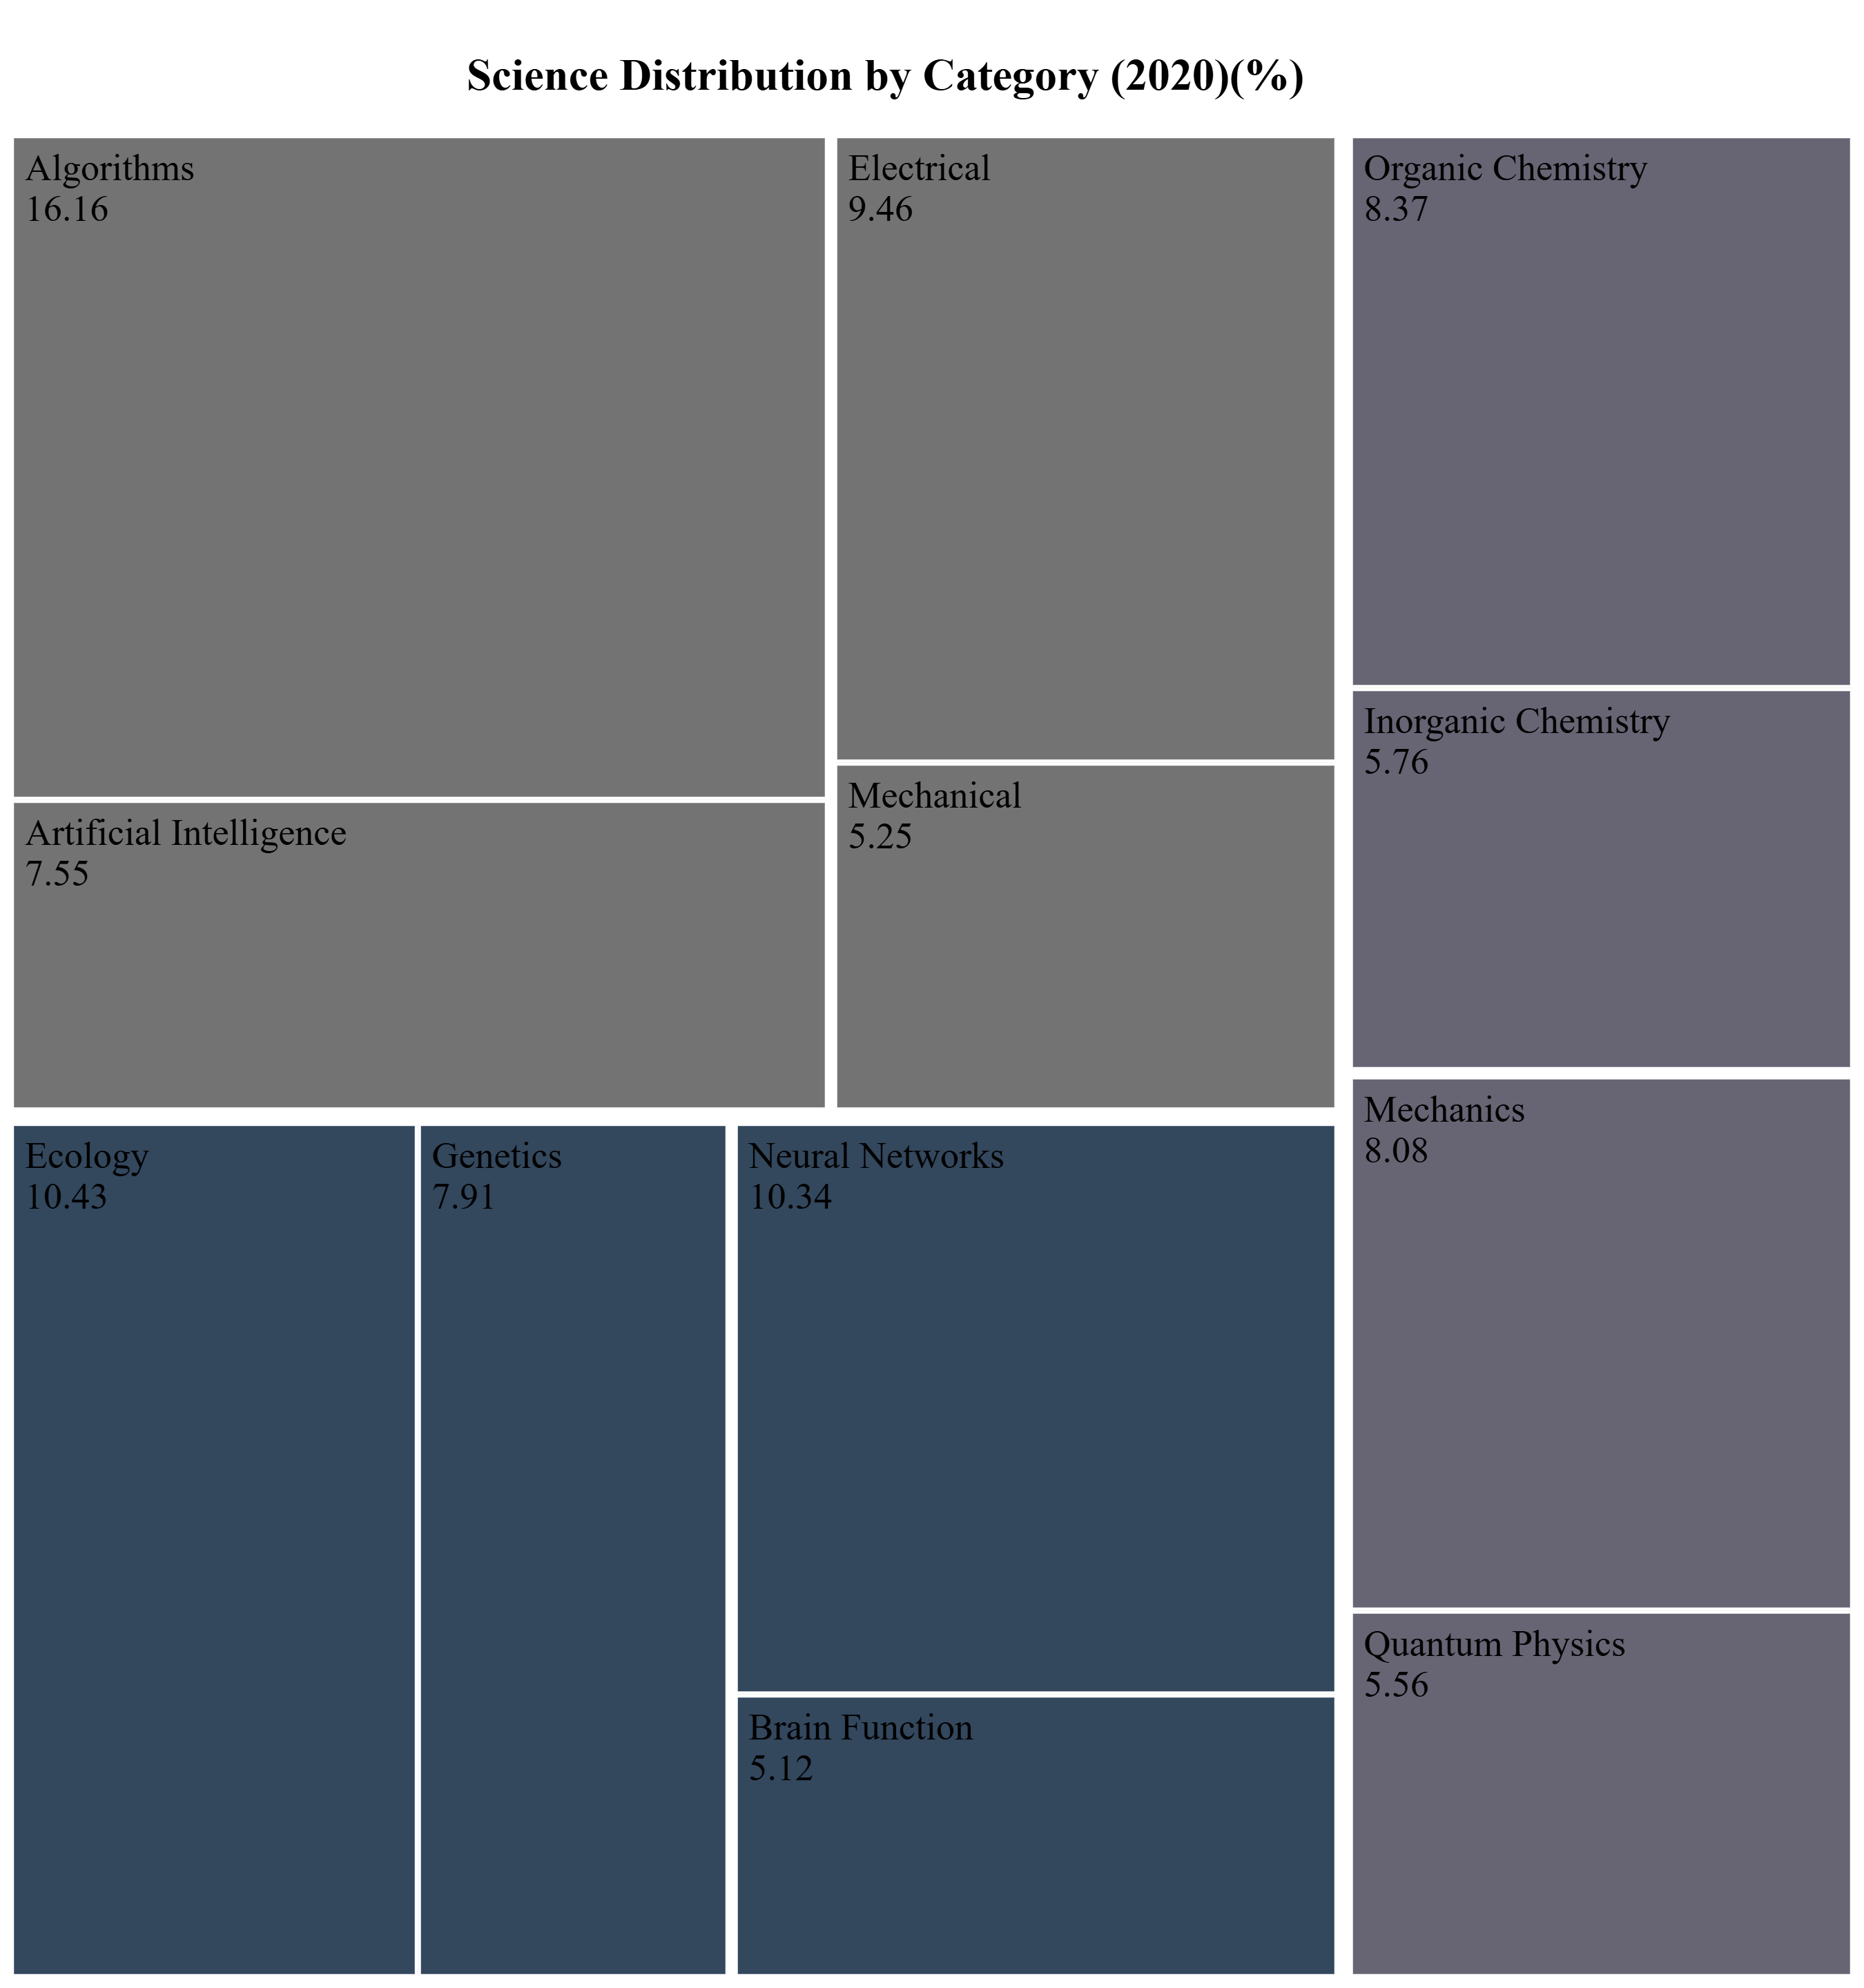 Science Distribution by Category (2020)(%)
Algorithms
16.16
Electrical
9.46
Organic Chemistry
8.37
Inorganic Chemistry
5.76
Mechanical
5.25
Artificial Intelligence
7.55
Mechanics
8.08
Ecology
10.43
Genetics
7.91
Neural Networks
10.34
Quantum Physics
5.56
Brain Function
5.12